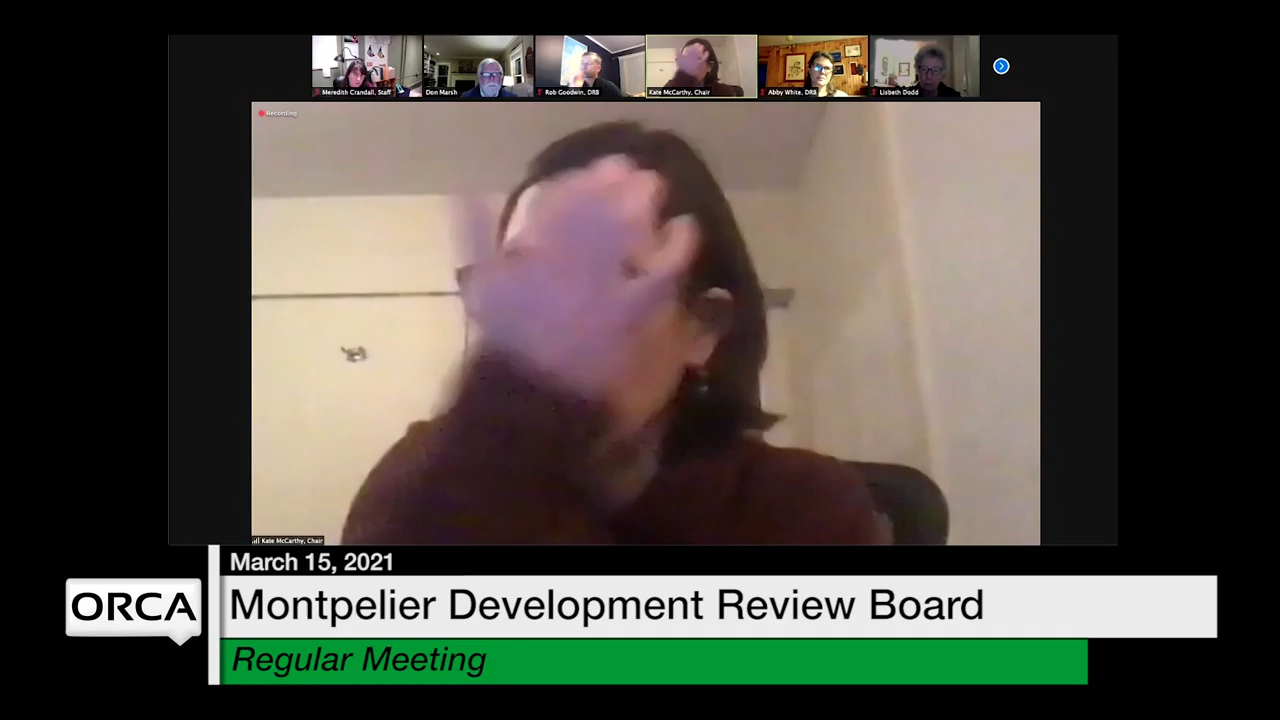 Meredith Crandall, Staff
Don Marsh
Rob Goodwin, DRB
Kate McCarthy, Chair
Abby White, DRB
Lisbeth Dodd
Recording
Kate McCarthy, Chair
March 15, 2021
ORCA
Montpelier Development Review Board
Regular Meeting